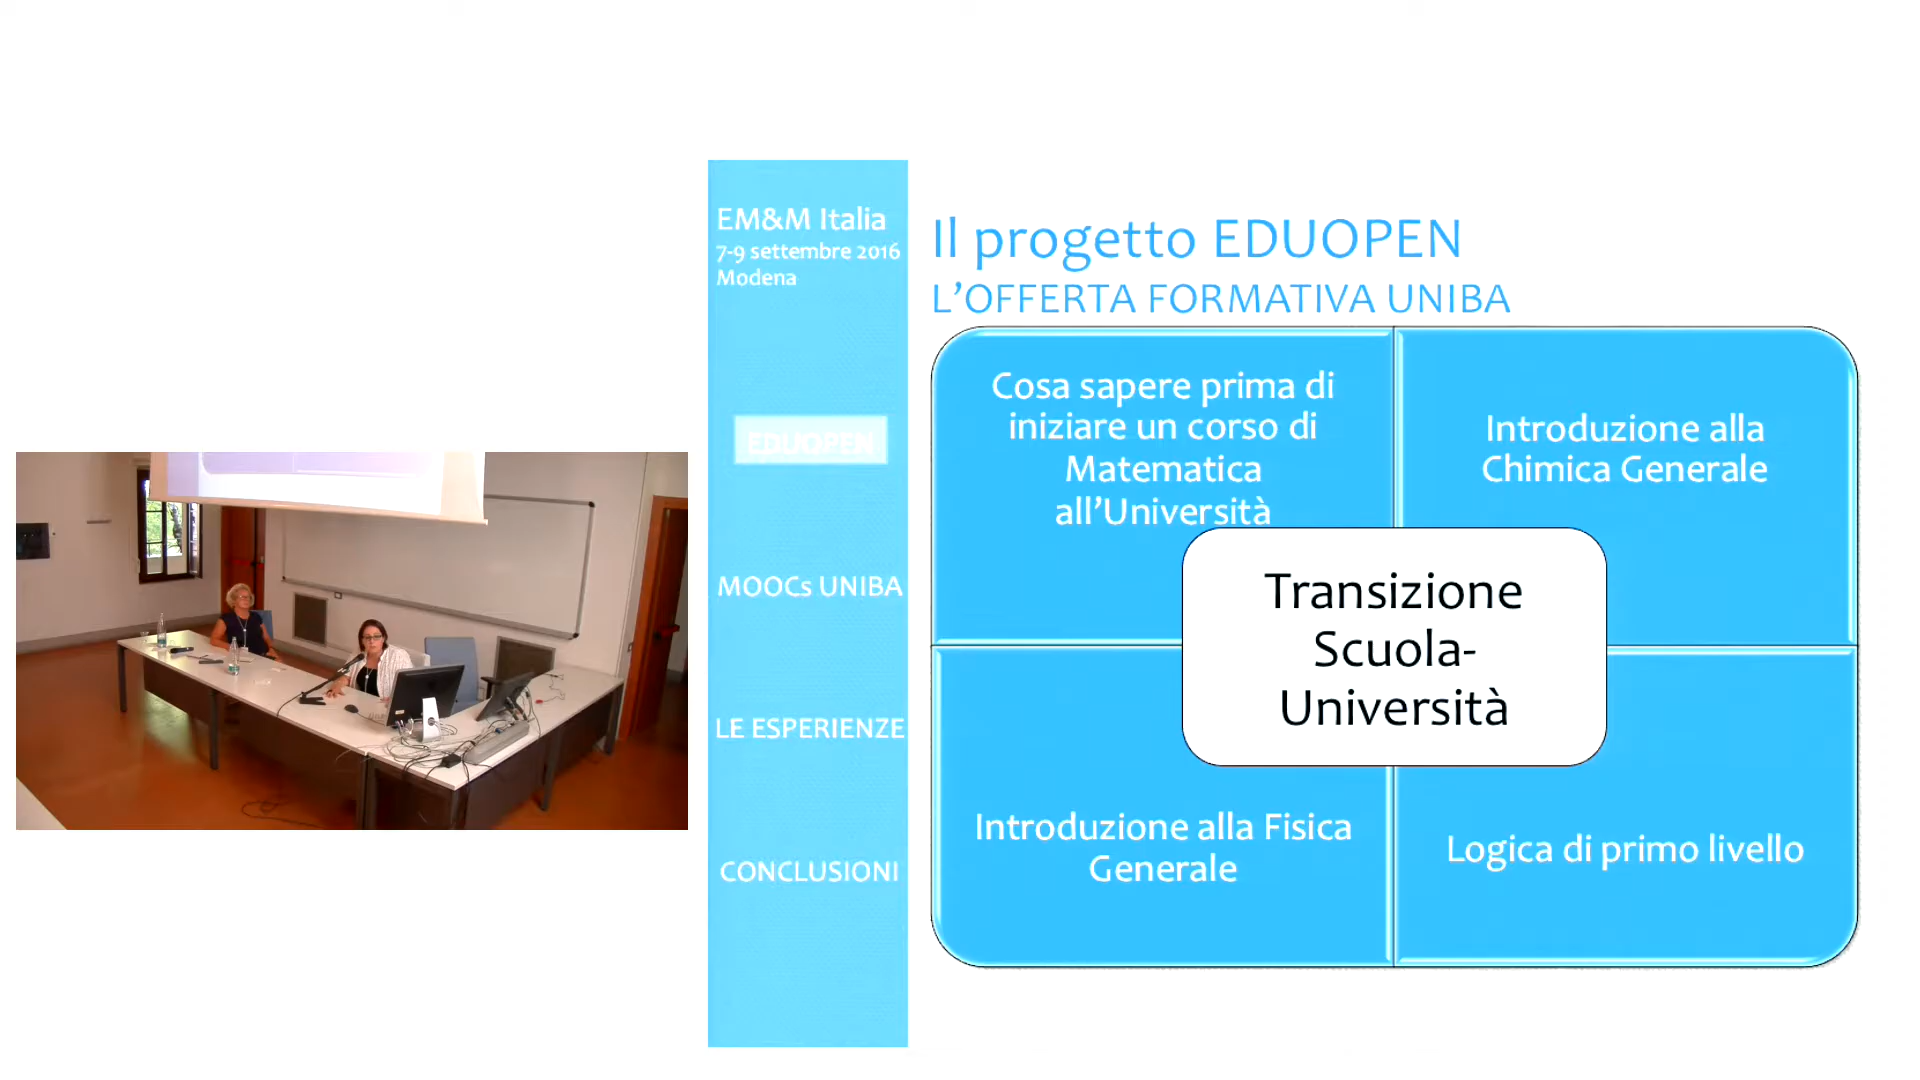 EM&M Italia
7-9 settembre 2016
Modena
EDUOPEN
MOOCs UNIBA
LE ESPERIENZE
CONCLUSIONI
Il progetto EDUOPEN
L’OFFERTA FORMATIVA UNIBA
Cosa sapere prima di
iniziare un corso di
Matematica
all’Università
Introduzione alla
Chimica Generale
Transizione
Scuola-
Università
Introduzione alla Fisica
Generale
Logica di primo livello